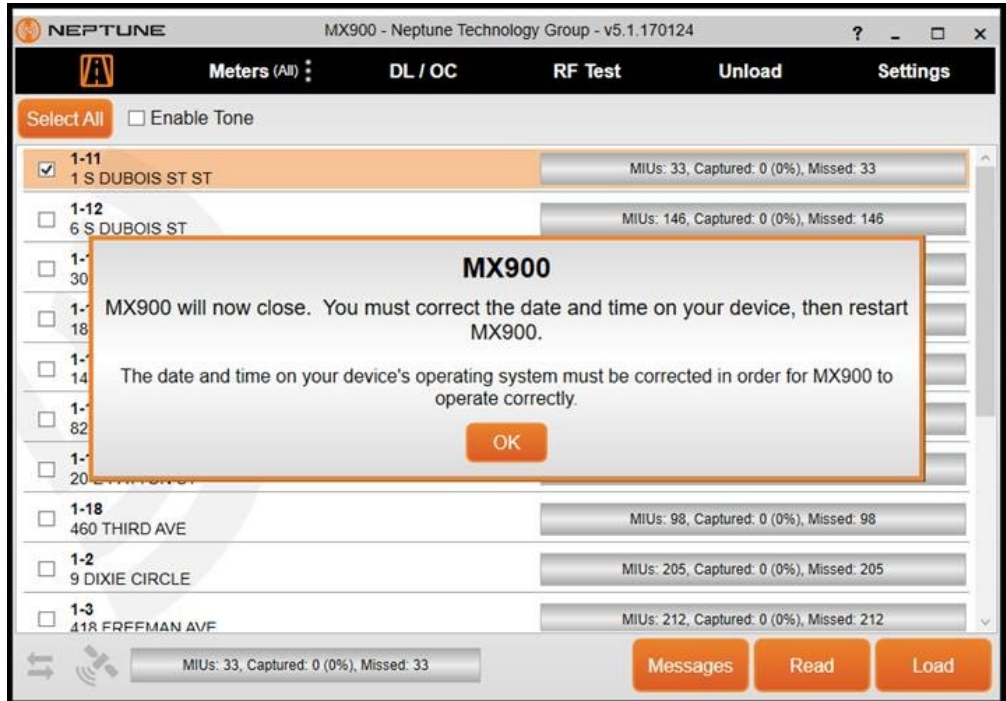 NEPTUNE
MX900 - Neptune Technology Group - v5.1.170124
? _ □ ×
Meters (All) DL / OC RF Test Unload Settings
Select All Enable Tone
1-11
1 S DUBOIS ST ST
MIUs: 33, Captured: 0 (0%), Missed: 33
1-12
6 S DUBOIS ST
MIUs: 146, Captured: 0 (0%), Missed: 146
MX900
MX900 will now close. You must correct the date and time on your device, then restart
MX900.
The date and time on your device's operating system must be corrected in order for MX900 to
operate correctly.
OK
1-18
460 THIRD AVE
MIUs: 98, Captured: 0 (0%), Missed: 98
1-2
9 DIXIE CIRCLE
MIUs: 205, Captured: 0 (0%), Missed: 205
1-3
418 FREEMAN AVE
MIUs: 212, Captured: 0 (0%), Missed: 212
MIUs: 33, Captured: 0 (0%), Missed: 33
Messages Read Load